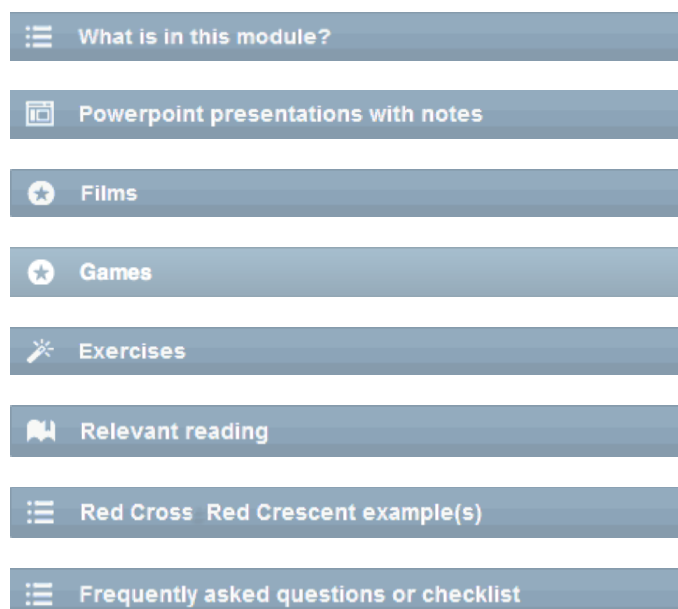 What is in this module?
Powerpoint presentations with notes
Films
Games
Exercises
Relevant reading
Red Cross Red Crescent example(s)
Frequently asked questions or checklist